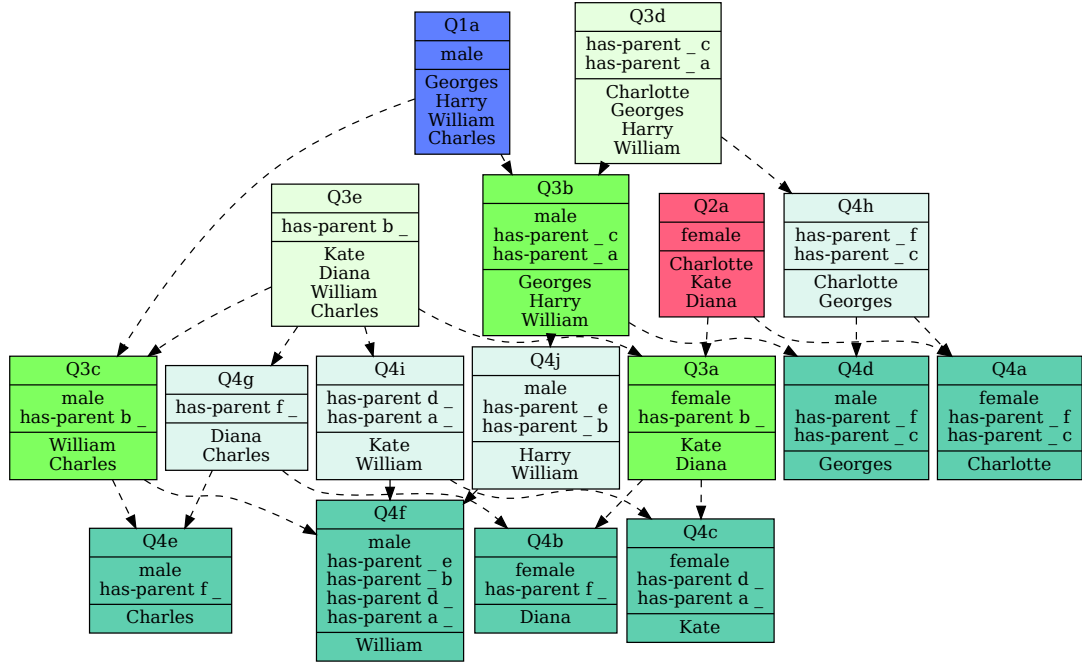 Q1a
male
Georges
Harry
William
Charles
Q3d
has-parent _ c
has-parent _ a
Charlotte
Georges
Harry
William
Q3e
has-parent b _
Kate
Diana
William
Charles
Q3b
male
has-parent _ c
has-parent _ a
Georges
Harry
William
Q2a
female
Charlotte
Kate
Diana
Q4h
has-parent _ f
has-parent _ c
Charlotte
Georges
Q3c
male
has-parent b _
William
Charles
Q4g
has-parent f _
Diana
Charles
Q4i
has-parent d _
has-parent a _
Kate
William
Q4j
male
has-parent _ e
has-parent _ b
Harry
William
Q3a
female
has-parent b _
Kate
Diana
Q4d
male
has-parent _ f
has-parent _ c
Georges
Q4a
female
has-parent _ f
has-parent _ c
Charlotte
Q4e
male
has-parent f _
Charles
Q4f
male
has-parent _ e
has-parent _ b
has-parent d _
has-parent a _
William
Q4b
female
has-parent f _
Diana
Q4c
female
has-parent d _
has-parent a _
Kate